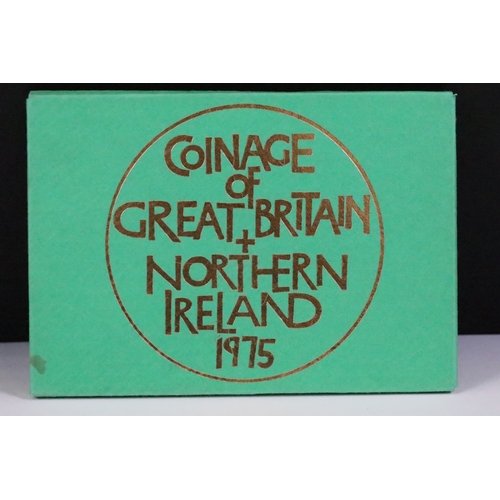 COINAGE
of
GREAT BRITAIN
+
NORTHERN
IRELAND
1975